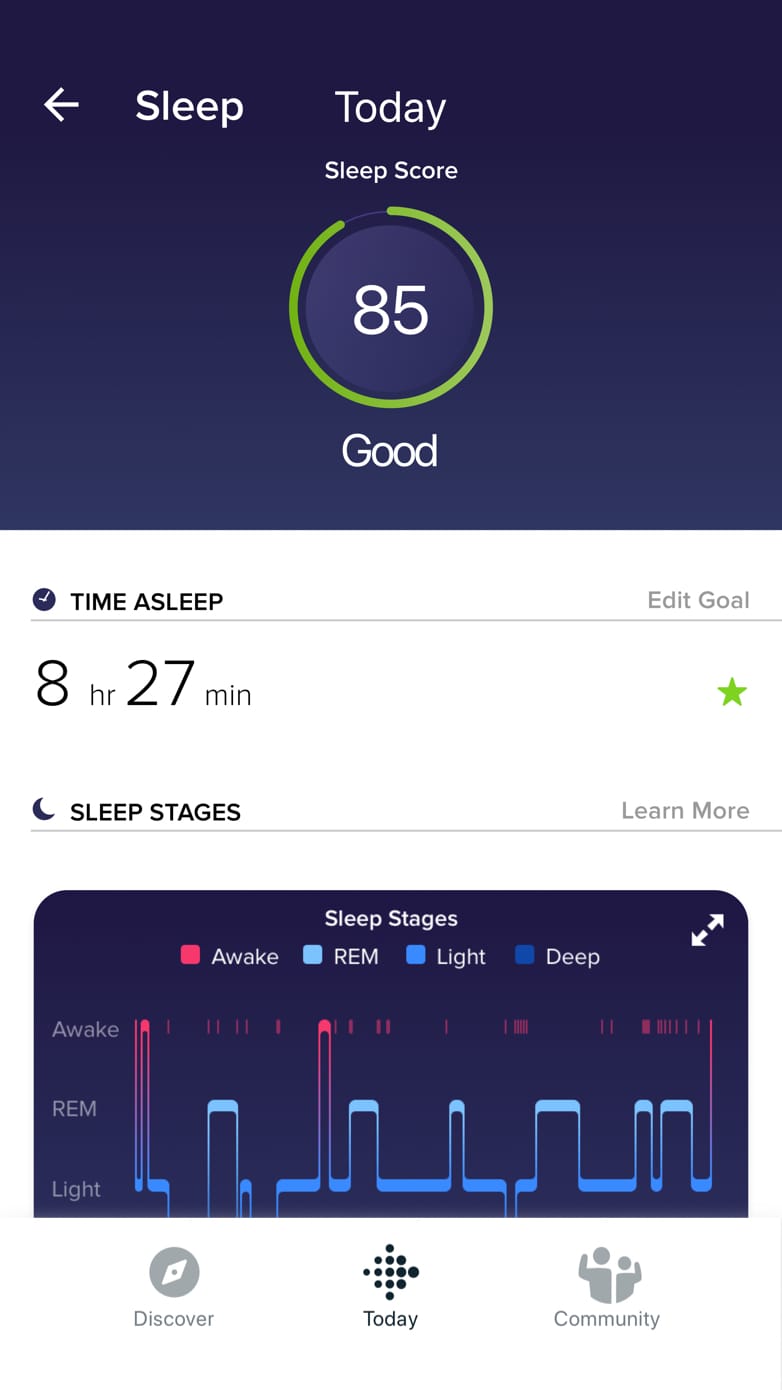 Sleep Today
Sleep Score
85
Good
TIME ASLEEP Edit Goal
8 hr 27 min
SLEEP STAGES Learn More
Sleep Stages
Awake REM Light Deep
Awake
REM
Light
Discover Today Community